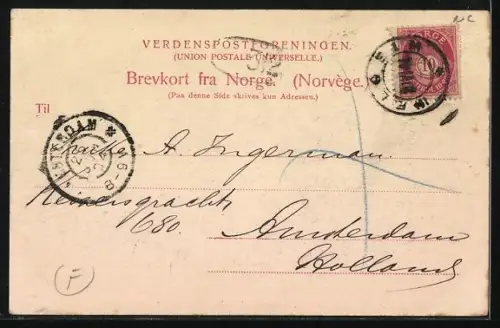 N.C
VERDENSPOSTFORENINGEN.
(UNION POSTALE UNIVERSELLE.)
Brevkort fra Norge. (Norvège.)
(Paa denne Side skrives kun Adressen.)
Til
NORGE
10
AMSTERDAM
A. Ingerman
Keizersgracht
680.
Amsterdam
Holland
F